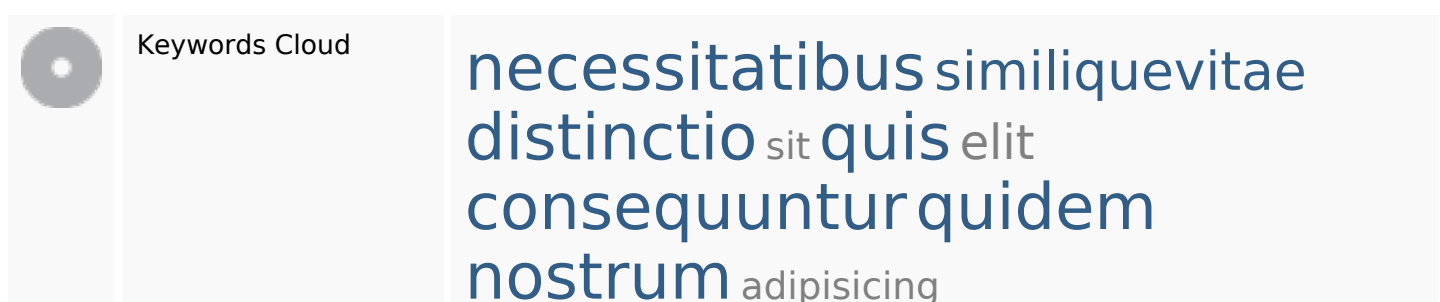 Keywords Cloud
necessitatibus similiquevitae
distinctio sit quis elit
consequuntur quidem
nostrum adipisicing